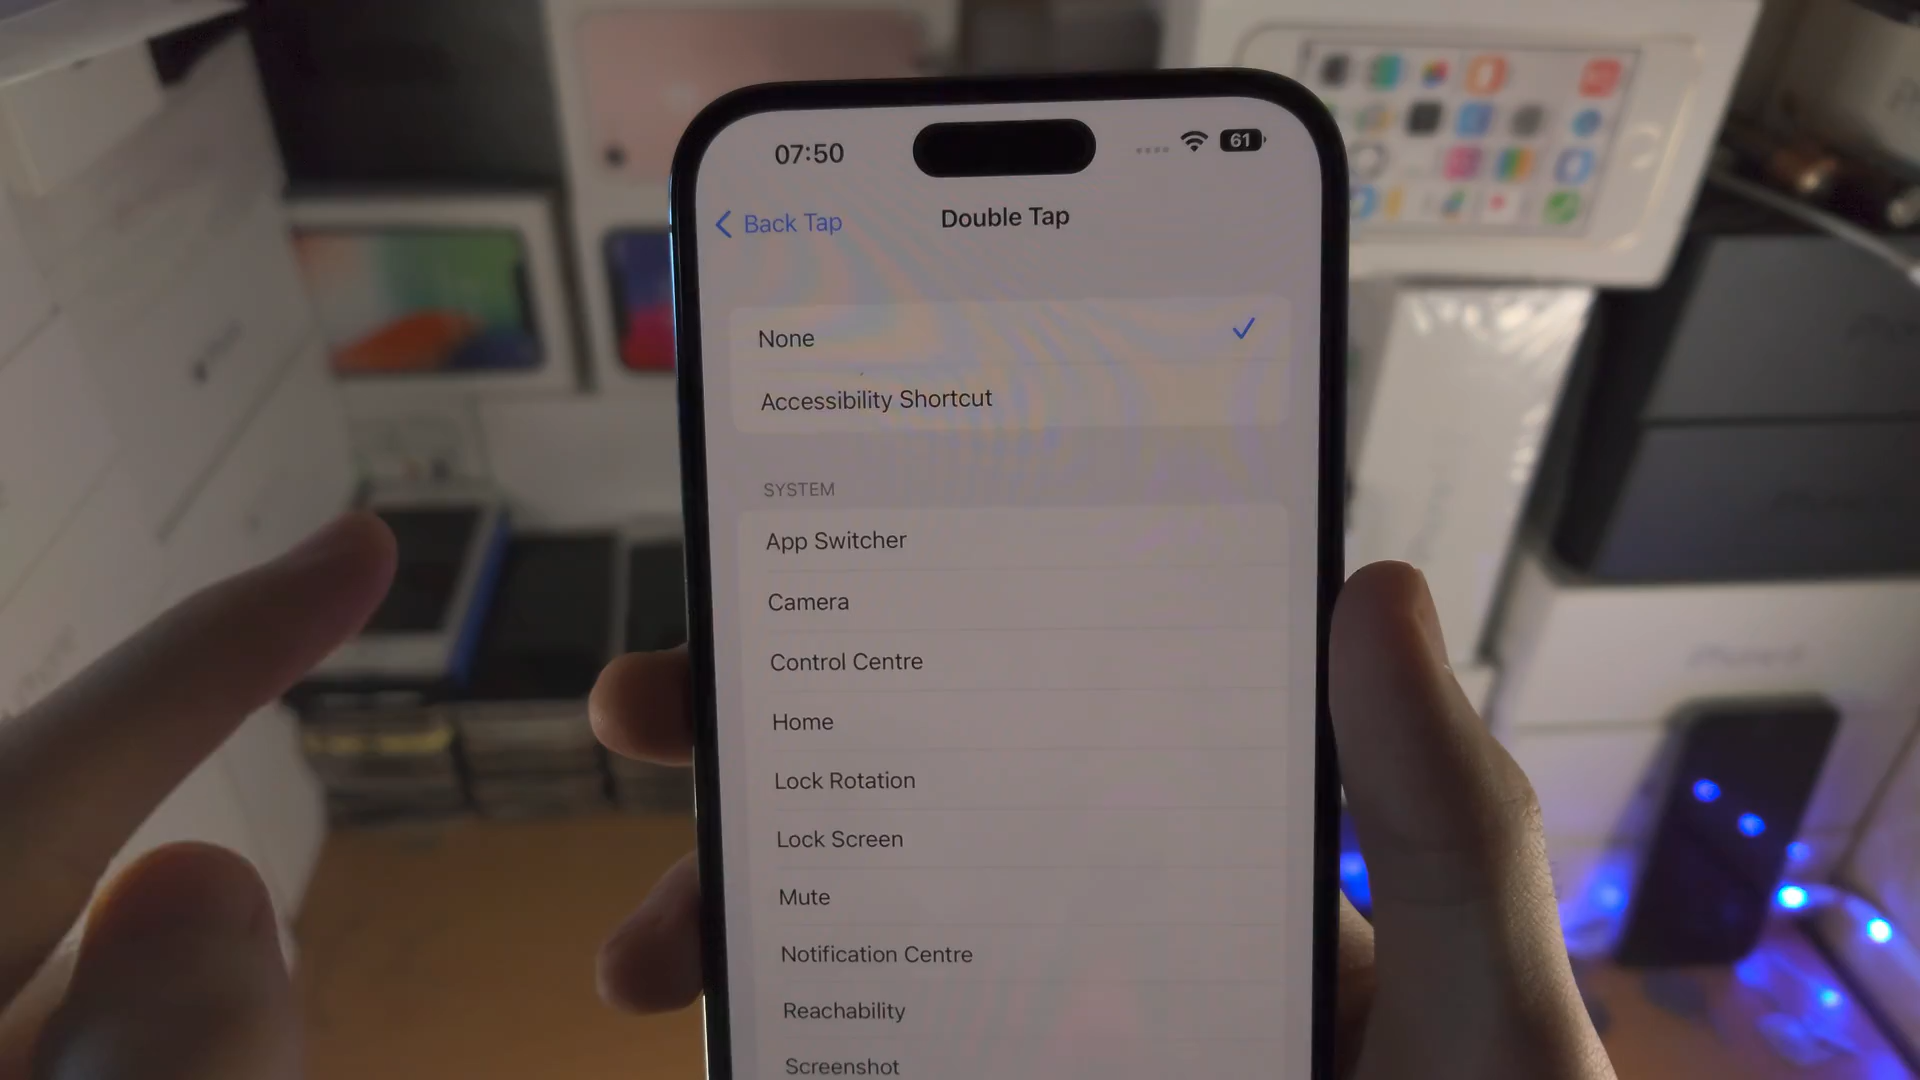 07:50
61
Back Tap
Double Tap
None
Accessibility Shortcut
SYSTEM
App Switcher
Camera
Control Centre
Home
Lock Rotation
Lock Screen
Mute
Notification Centre
Reachability
Screenshot